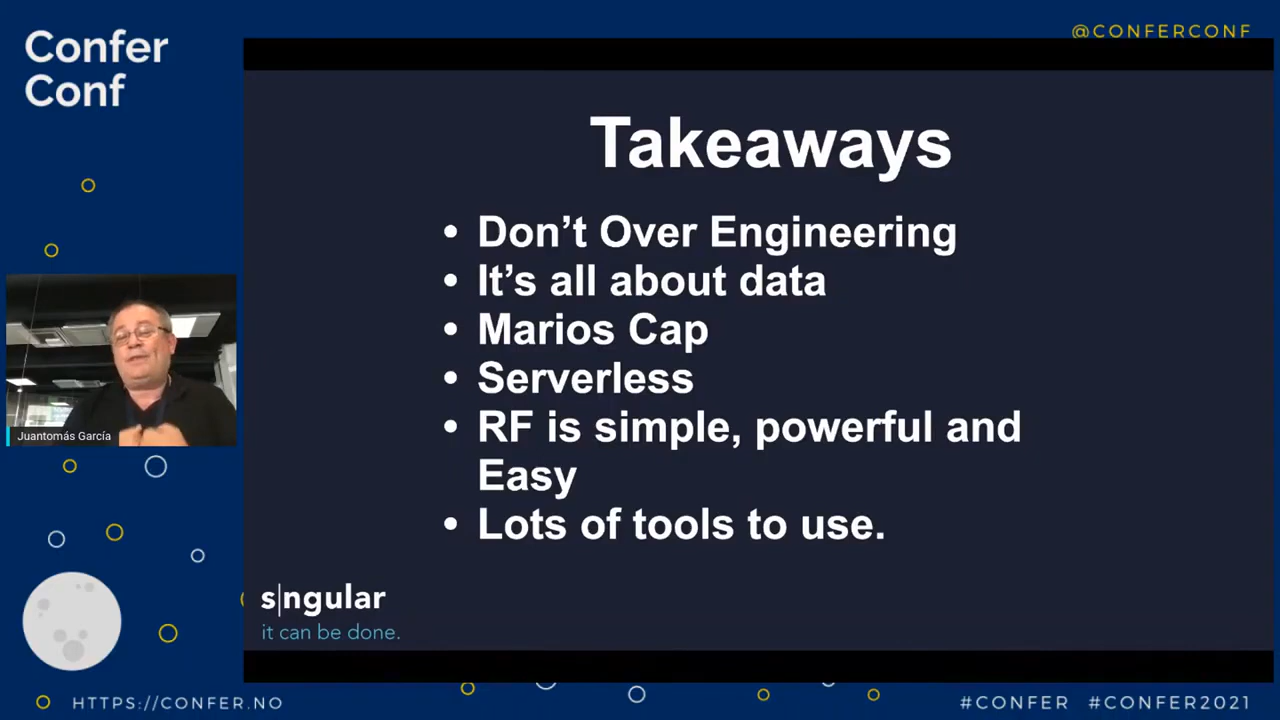 Confer
Conf
@CONFERCONF
Takeaways
• Don’t Over Engineering
• It’s all about data
• Marios Cap
• Serverless
• RF is simple, powerful and
Easy
• Lots of tools to use.
Juantomás García
s|ngular
it can be done.
HTTPS://CONFER.NO
#CONFER #CONFER2021